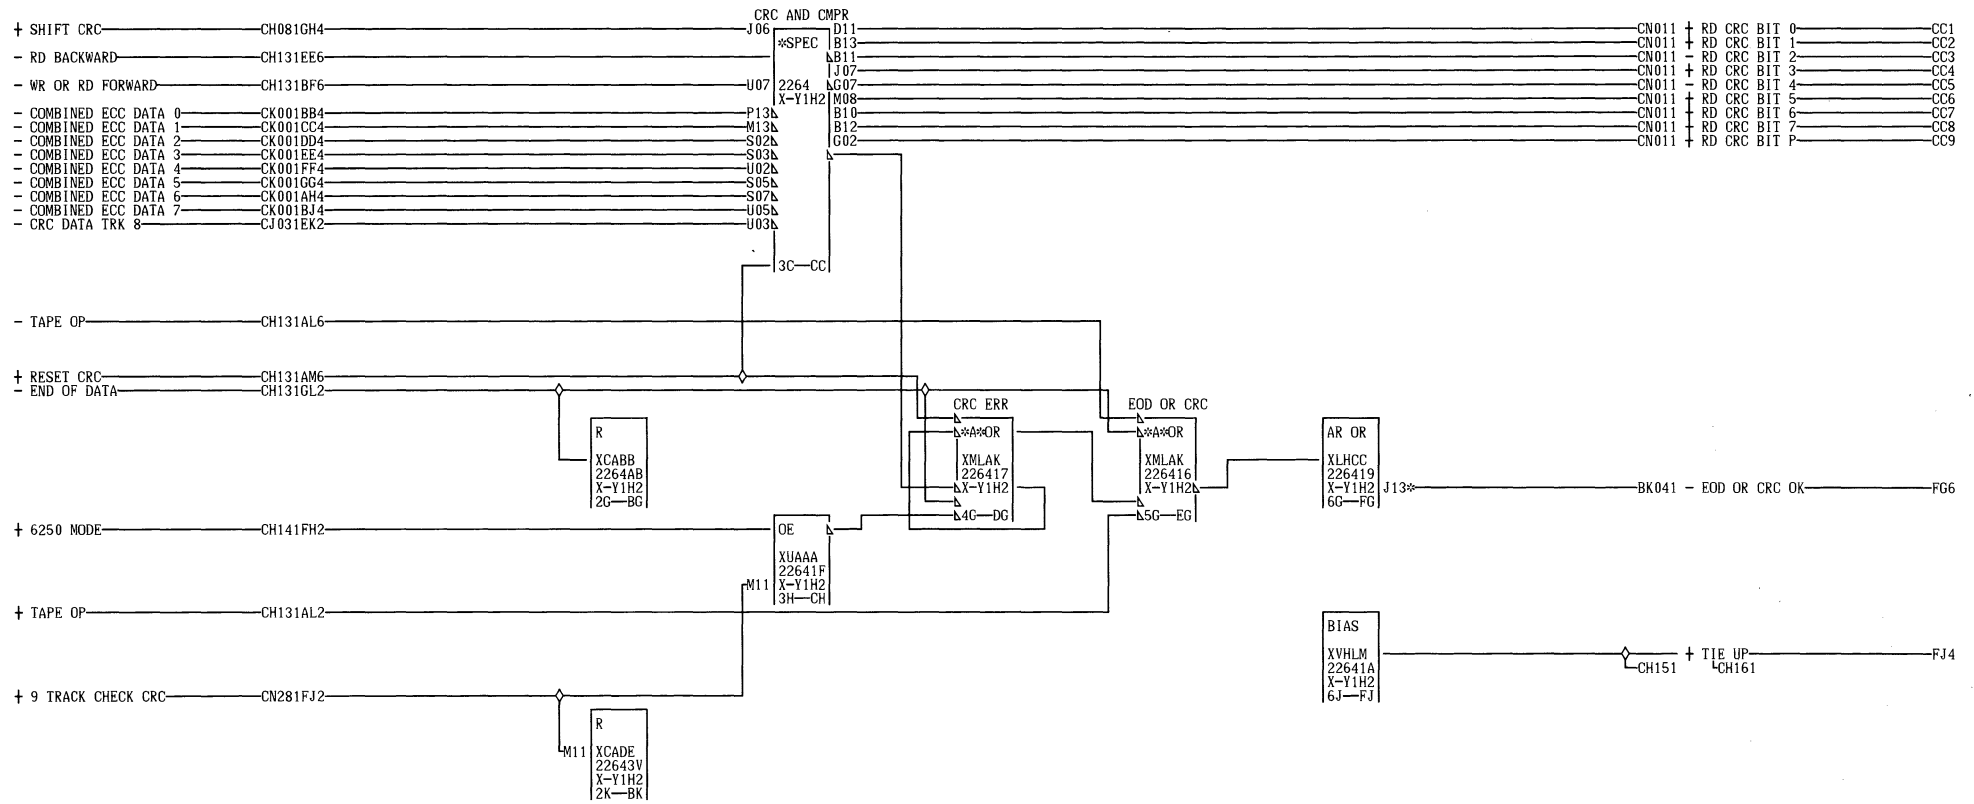 CRC AND CMPR
+ SHIFT CRC CH081GH4 J06 D11 CN011 + RD CRC BIT 0 CC1
*SPEC B13 CN011 + RD CRC BIT 1 CC2
- RD BACKWARD CH131EE6 B11 CN011 - RD CRC BIT 2 CC3
J07 CN011 + RD CRC BIT 3 CC4
- WR OR RD FORWARD CH131BF6 U07 2264 G07 CN011 - RD CRC BIT 4 CC5
X-Y1H2 M08 CN011 + RD CRC BIT 5 CC6
- COMBINED ECC DATA 0 CK001BB4 P13 B10 CN011 + RD CRC BIT 6 CC7
- COMBINED ECC DATA 1 CK001CC4 M13 B12 CN011 + RD CRC BIT 7 CC8
- COMBINED ECC DATA 2 CK001DD4 S02 G02 CN011 + RD CRC BIT P CC9
- COMBINED ECC DATA 3 CK001EE4 S03
- COMBINED ECC DATA 4 CK001FF4 U02
- COMBINED ECC DATA 5 CK001GG4 S05
- COMBINED ECC DATA 6 CK001AH4 S07
- COMBINED ECC DATA 7 CK001BJ4 U05
- CRC DATA TRK 8 CJ031EK2 U03
3C-CC
- TAPE OP CH131AL6
+ RESET CRC CH131AM6
- END OF DATA CH131GL2
CRC ERR EOD OR CRC
R *A*OR *A*OR AR OR
XCABB XMLAK XMLAK XLHCC
2264AB 226417 226416 226419
X-Y1H2 X-Y1H2 X-Y1H2 X-Y1H2 J13* BK041 - EOD OR CRC OK FG6
2G-BG 4G-DG 5G-EG 6G-FG
+ 6250 MODE CH141FH2 OE
XUAAA
22641F
M11 X-Y1H2
3H-CH
+ TAPE OP CH131AL2
BIAS
XVHLM + TIE UP FJ4
22641A CH151 CH161
X-Y1H2
6J-FJ
+ 9 TRACK CHECK CRC CN281FJ2
R
M11 XCADE
22643V
X-Y1H2
2K-BK